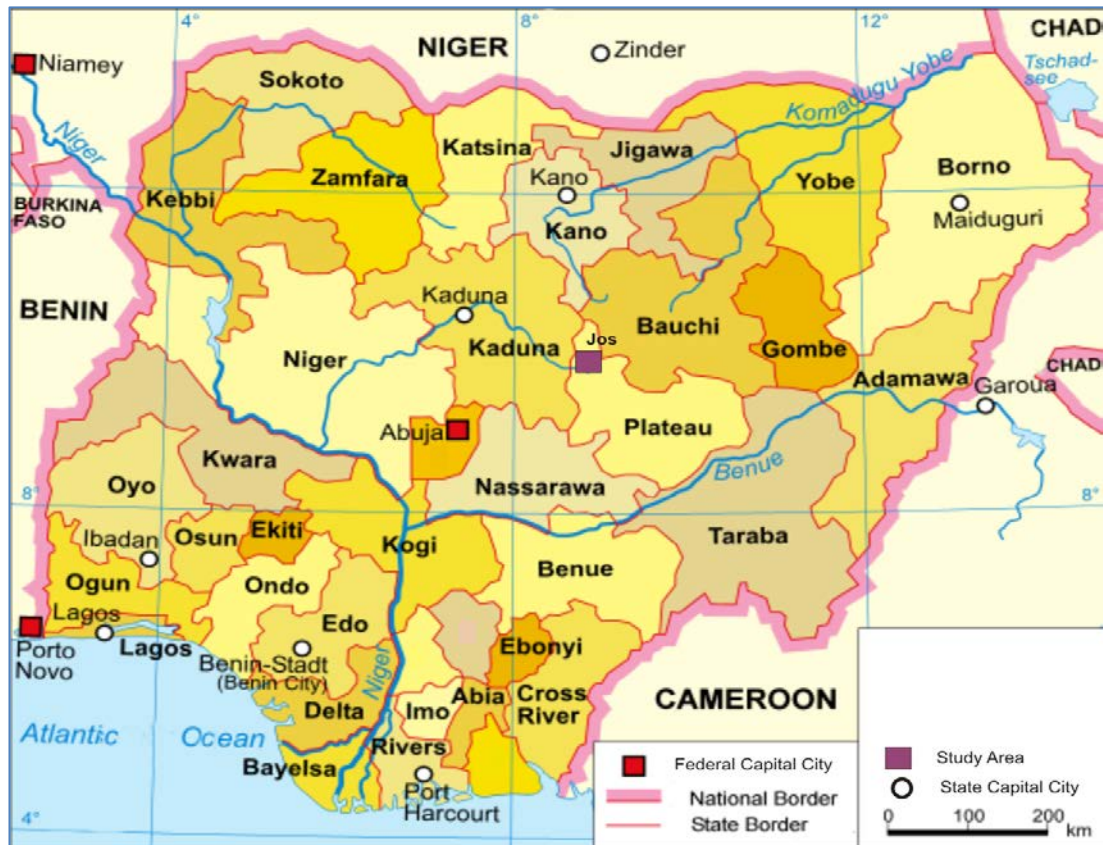 4°
8°
12°
NIGER
Zinder
CHAD
Niamey
Tschad-
see
Sokoto
Komadugu Yobe
Niger
Katsina
Jigawa
Zamfara
Borno
Kebbi
Kano
Yobe
BURKINA
FASO
Kano
Maiduguri
BENIN
Kaduna
Jos
Bauchi
Niger
Kaduna
Gombe
CHAD
Adamawa
Garoua
Abuja
Plateau
Kwara
Benue
Nassarawa
Oyo
8°
8°
Taraba
Ibadan
Osun
Ekiti
Kogi
Benue
Ogun
Ondo
Lagos
Edo
Ebonyi
Porto
Novo
Lagos
Benin-Stadt
(Benin City)
Niger
Abia
Cross
River
CAMEROON
Delta
Imo
Atlantic Ocean
Rivers
Bayelsa
Port
Harcourt
4°
Federal Capital City
National Border
State Border
Study Area
State Capital City
0 100 200 km